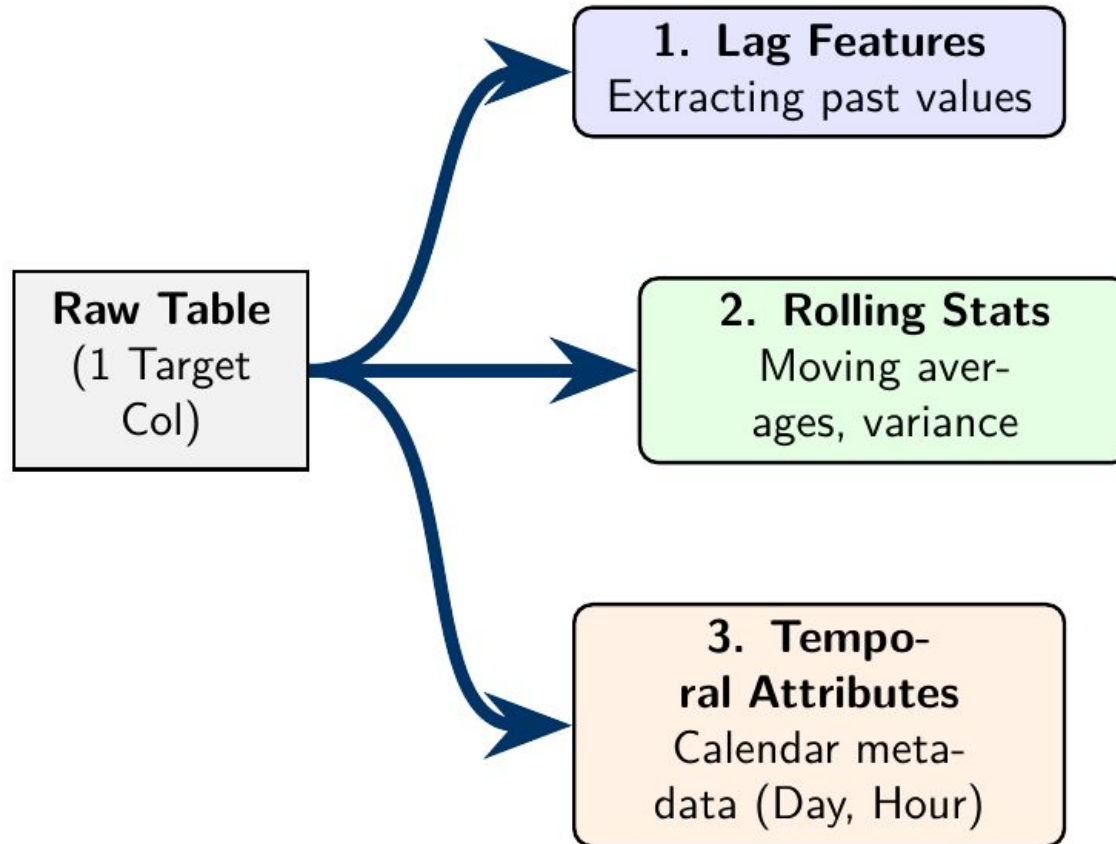 1. Lag Features
Extracting past values
Raw Table
(1 Target
Col)
2. Rolling Stats
Moving aver-
ages, variance
3. Tempo-
ral Attributes
Calendar meta-
data (Day, Hour)